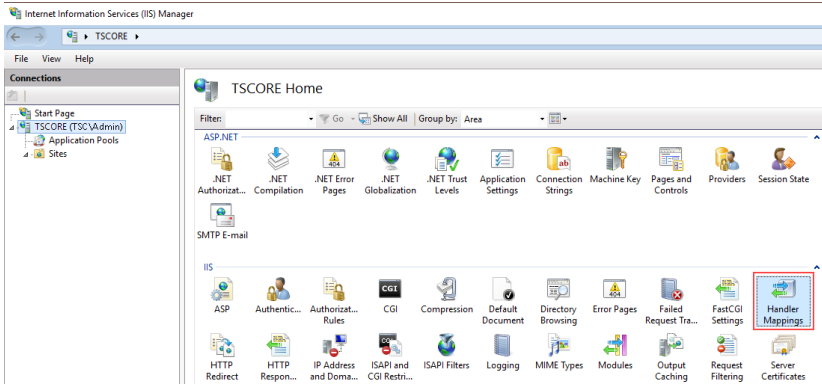 Internet Information Services (IIS) Manager
TSCORE
File View Help
Connections
Start Page
TSCORE (TSC\Admin)
Application Pools
Sites
TSCORE Home
Filter: Go Show All Group by: Area
ASP.NET
.NET Authorizat...
.NET Compilation
.NET Error Pages
.NET Globalization
.NET Trust Levels
Application Settings
Connection Strings
Machine Key
Pages and Controls
Providers
Session State
SMTP E-mail
IIS
ASP
Authentic...
Authorizat... Rules
CGI
Compression
Default Document
Directory Browsing
Error Pages
Failed Request Tra...
FastCGI Settings
Handler Mappings
HTTP Redirect
HTTP Respon...
IP Address and Doma...
ISAPI and CGI Restri...
ISAPI Filters
Logging
MIME Types
Modules
Output Caching
Request Filtering
Server Certificates